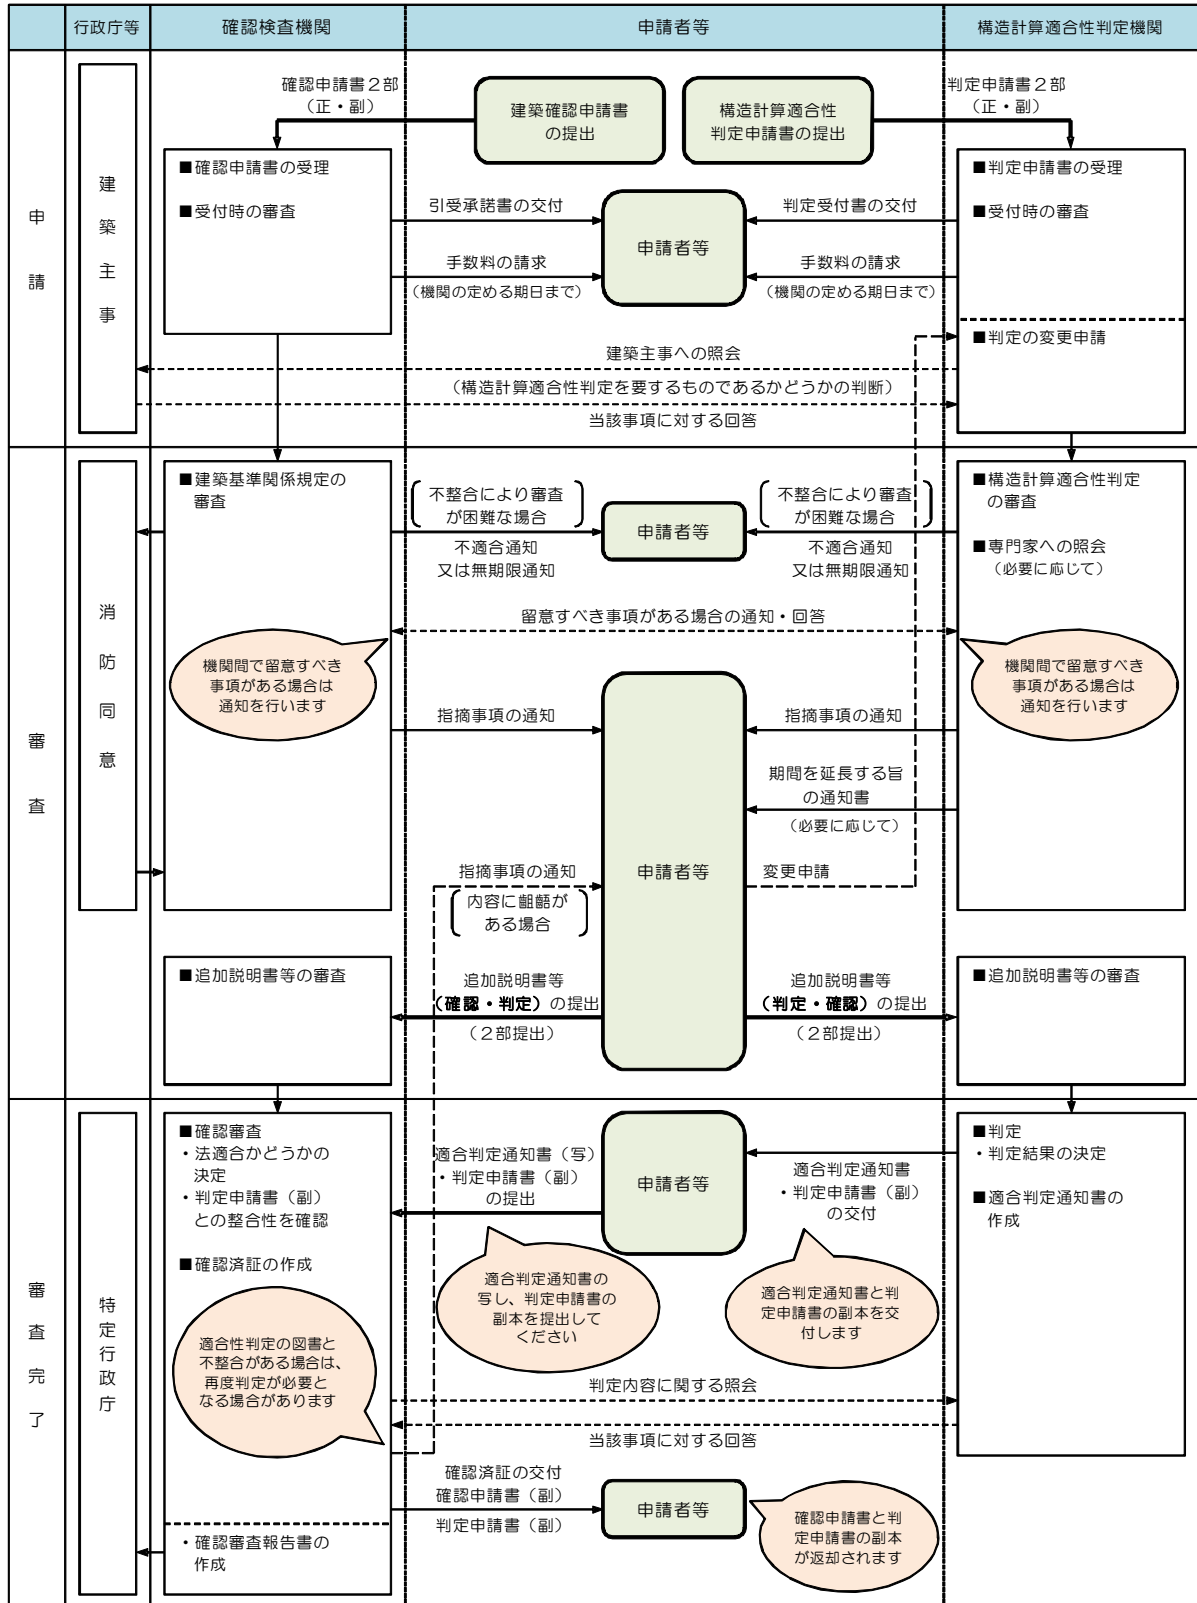 行政庁等
確認検査機関
申請者等
構造計算適合性判定機関
申請
建築主事
確認申請書2部
（正・副）
建築確認申請書
の提出
構造計算適合性
判定申請書の提出
判定申請書2部
（正・副）
■確認申請書の受理
■受付時の審査
引受承諾書の交付
手数料の請求
（機関の定める期日まで）
申請者等
判定受付書の交付
手数料の請求
（機関の定める期日まで）
■判定申請書の受理
■受付時の審査
■判定の変更申請
建築主事への照会
（構造計算適合性判定を要するものであるかどうかの判断）
当該事項に対する回答
審査
消防同意
■建築基準関係規定の
審査
不整合により審査
が困難な場合
不適合通知
又は無期限通知
申請者等
不整合により審査
が困難な場合
不適合通知
又は無期限通知
■構造計算適合性判定
の審査
■専門家への照会
（必要に応じて）
留意すべき事項がある場合の通知・回答
機関間で留意すべき
事項がある場合は
通知を行います
機関間で留意すべき
事項がある場合は
通知を行います
指摘事項の通知
指摘事項の通知
期間を延長する旨
の通知書
（必要に応じて）
申請者等
指摘事項の通知
内容に齟齬が
ある場合
変更申請
■追加説明書等の審査
追加説明書等
（確認・判定）の提出
（2部提出）
追加説明書等
（判定・確認）の提出
（2部提出）
■追加説明書等の審査
審査完了
特定行政庁
■確認審査
・法適合かどうかの
決定
・判定申請書（副）
との整合性を確認
■確認済証の作成
適合判定通知書（写）
・判定申請書（副）
の提出
申請者等
適合判定通知書
・判定申請書（副）
の交付
■判定
・判定結果の決定
■適合判定通知書の
作成
適合判定通知書の
写し、判定申請書の
副本を提出して
ください
適合判定通知書と判
定申請書の副本を交
付します
適合性判定の図書と
不整合がある場合は、
再度判定が必要と
なる場合があります
判定内容に関する照会
当該事項に対する回答
確認済証の交付
確認申請書（副）
判定申請書（副）
申請者等
確認申請書と判
定申請書の副本
が返却されます
・確認審査報告書の
作成